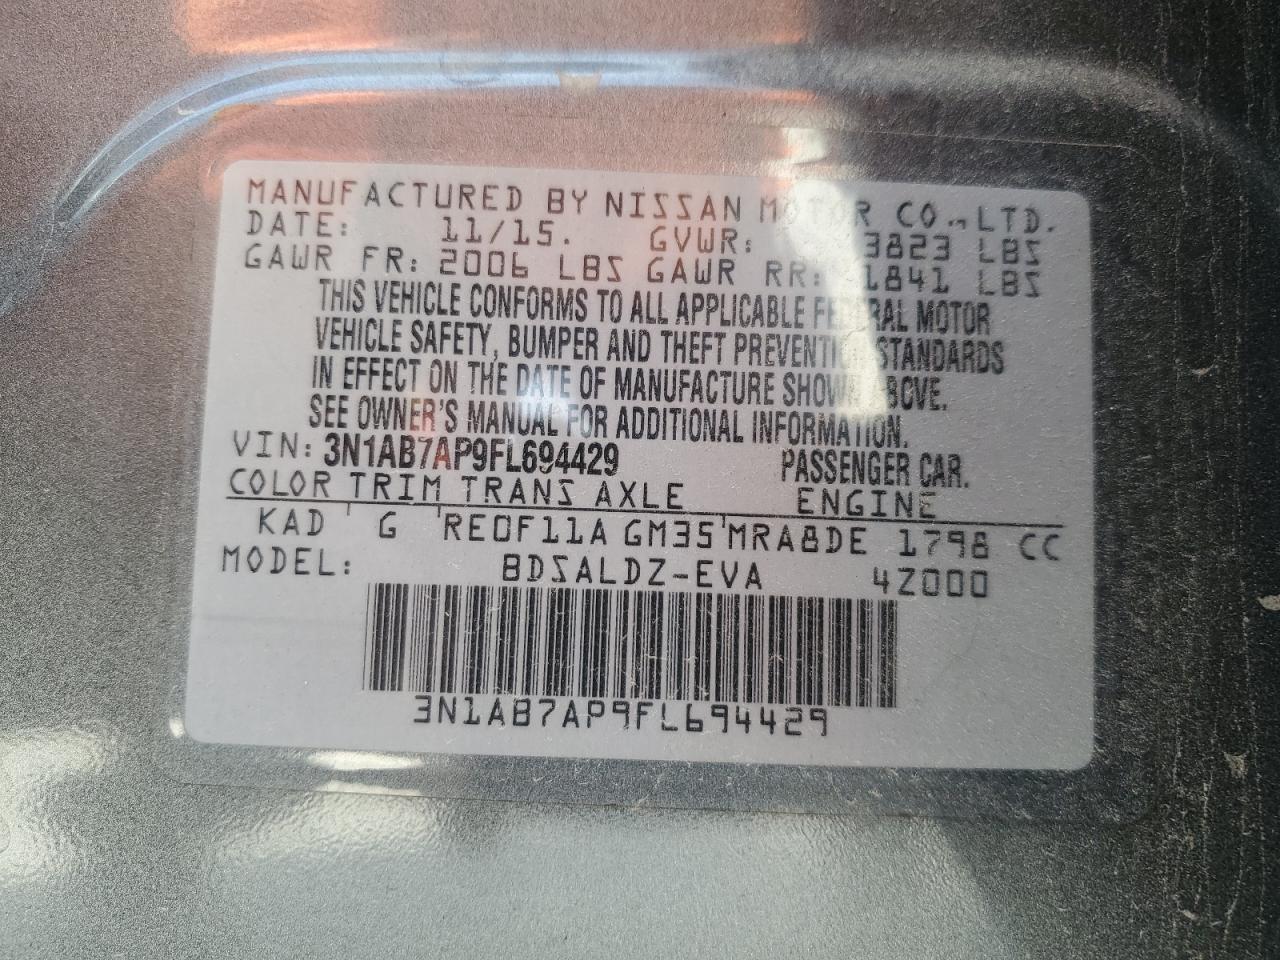 MANUFACTURED BY NISSAN MOTOR CO., LTD.
DATE: 11/15. GVWR: 3823 LBS
GAWR FR: 2006 LBS GAWR RR: 1841 LBS
THIS VEHICLE CONFORMS TO ALL APPLICABLE FEDERAL MOTOR
VEHICLE SAFETY, BUMPER AND THEFT PREVENTION STANDARDS
IN EFFECT ON THE DATE OF MANUFACTURE SHOWN ABOVE.
SEE OWNER'S MANUAL FOR ADDITIONAL INFORMATION.
VIN: 3N1AB7AP9FL694429 PASSENGER CAR.
COLOR TRIM TRANS AXLE ENGINE
KAD G RE0F11A GM35 MRA8DE 1798 CC
MODEL: BDSALDZ-EVA 4Z000
3N1AB7AP9FL694429